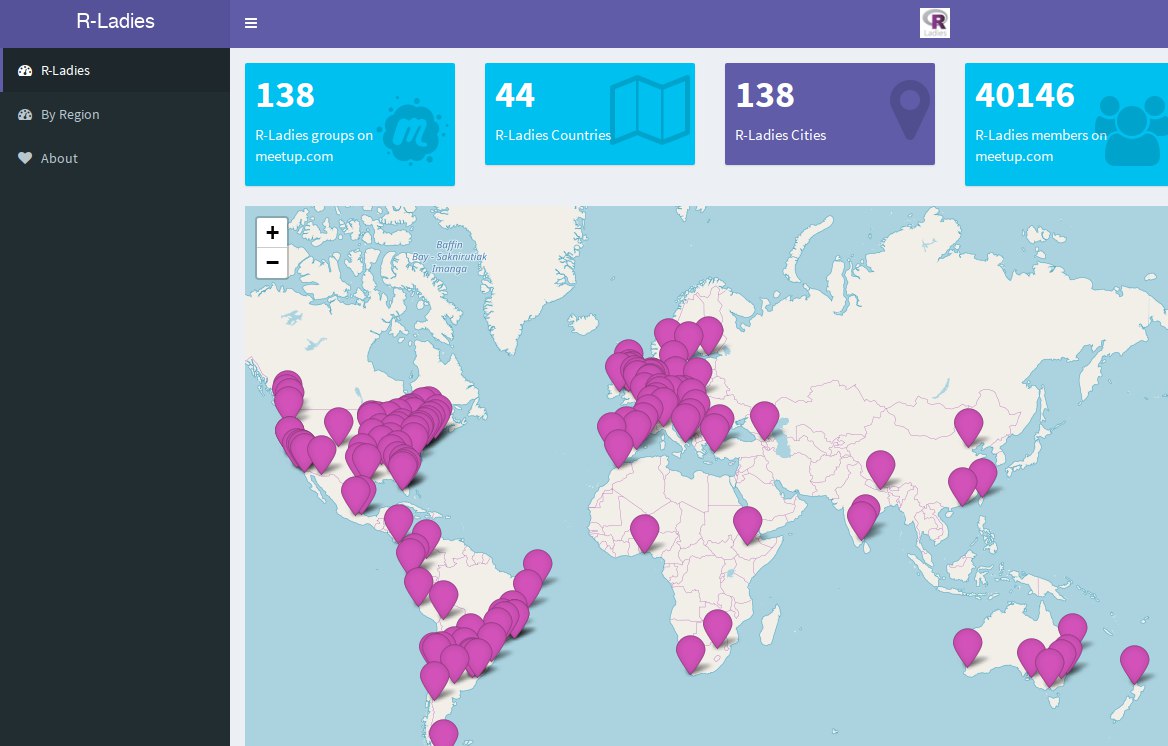 R-Ladies
R
Ladies
R-Ladies
By Region
About
138
R-Ladies groups on
meetup.com
m
44
R-Ladies Countries
138
R-Ladies Cities
40146
R-Ladies members on
meetup.com
+
−
Baffin
Bay - Saknirutiak
Imanga